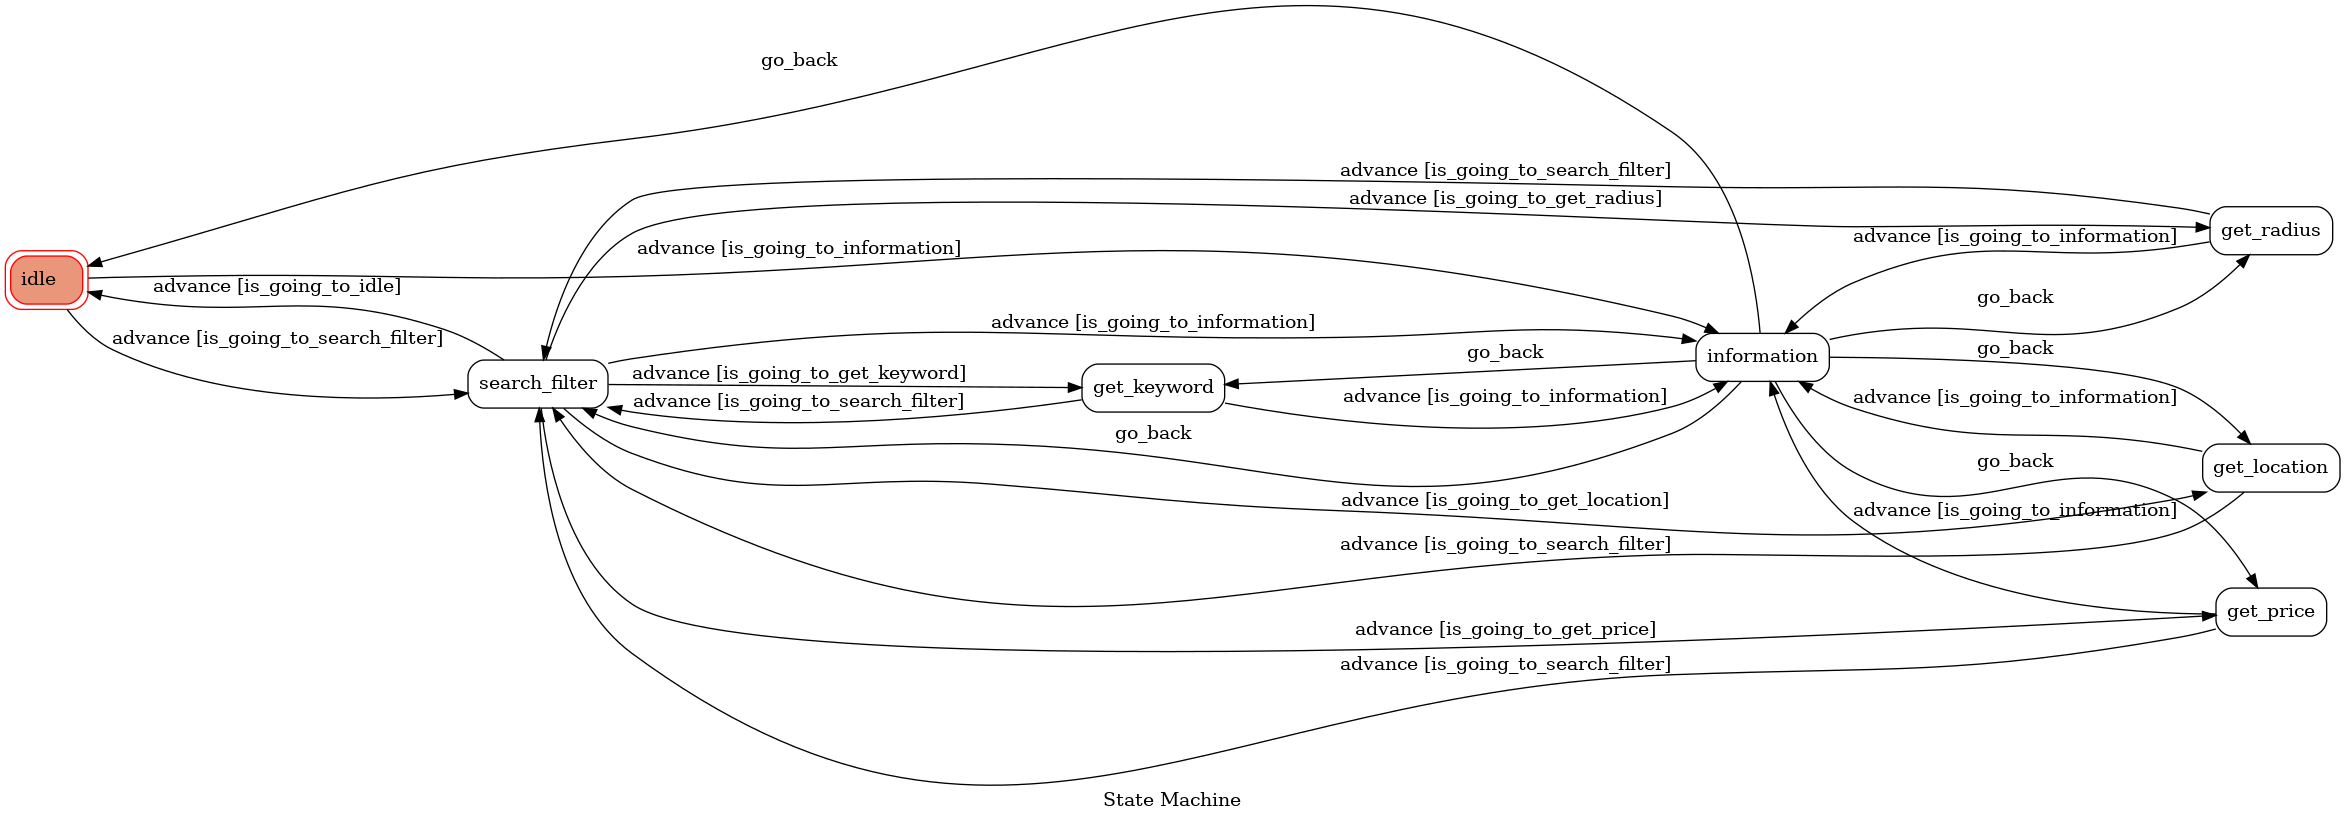 go_back
advance [is_going_to_search_filter]
advance [is_going_to_get_radius]
get_radius
advance [is_going_to_information]
advance [is_going_to_information]
idle
advance [is_going_to_idle]
go_back
advance [is_going_to_search_filter]
advance [is_going_to_information]
go_back
go_back
information
advance [is_going_to_get_keyword]
search_filter
get_keyword
advance [is_going_to_search_filter]
advance [is_going_to_information]
advance [is_going_to_information]
go_back
go_back
get_location
advance [is_going_to_get_location]
advance [is_going_to_information]
advance [is_going_to_search_filter]
get_price
advance [is_going_to_get_price]
advance [is_going_to_search_filter]
State Machine